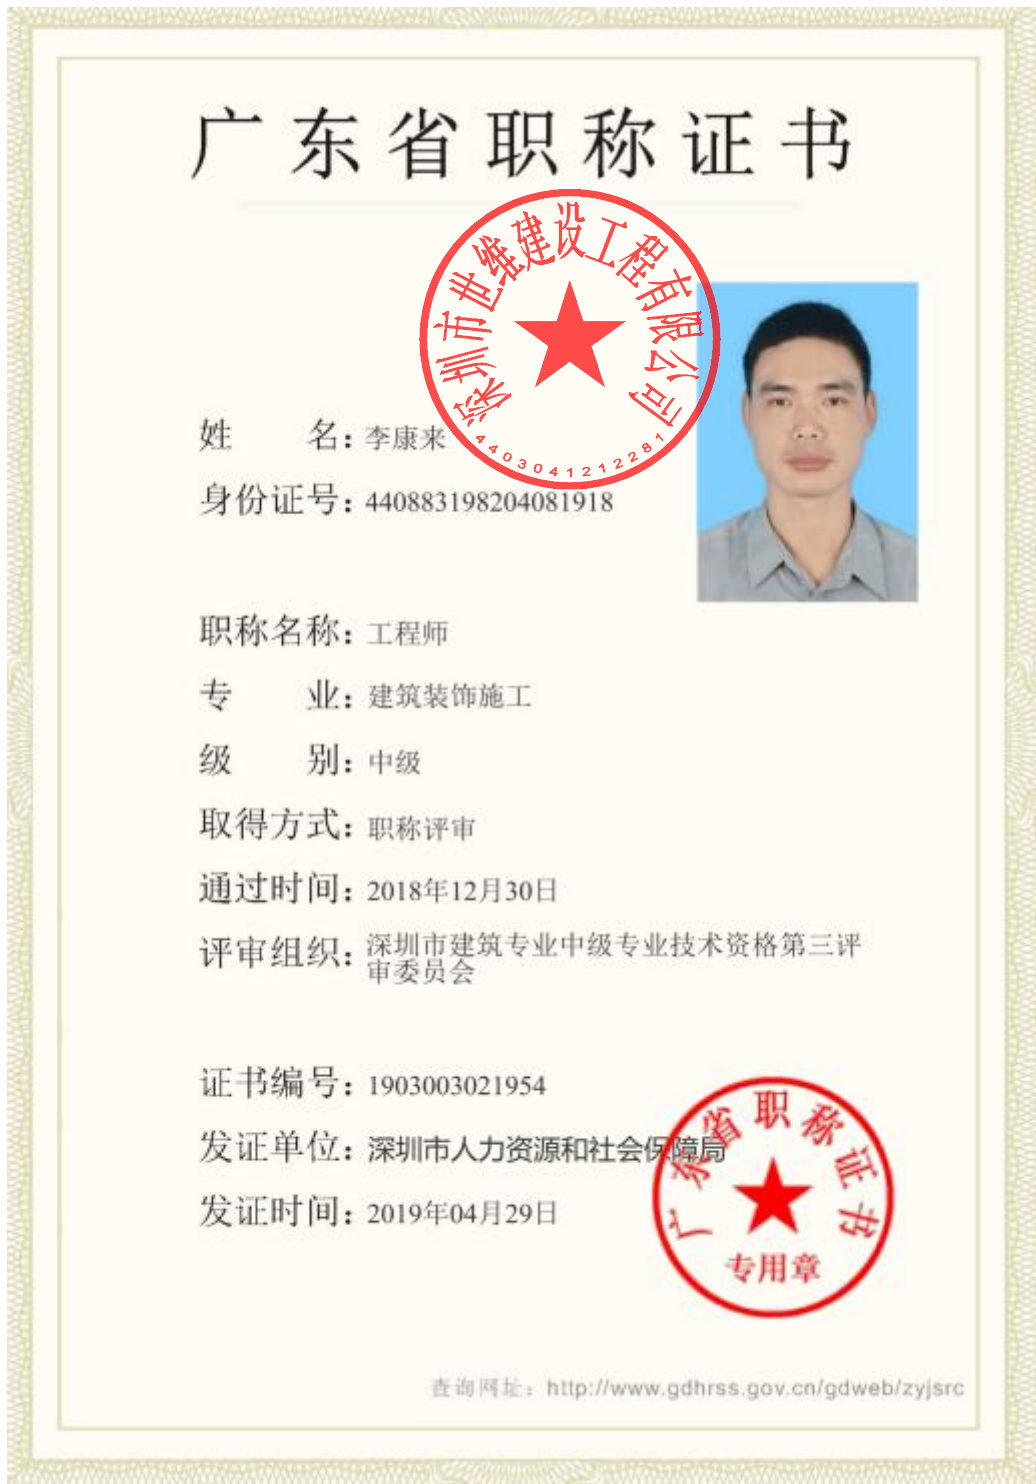 广东省职称证书
深圳市世维建设工程有限公司
4403041212281
姓 名：李康来
身份证号：440883198204081918
职称名称：工程师
专 业：建筑装饰施工
级 别：中级
取得方式：职称评审
通过时间：2018年12月30日
评审组织：深圳市建筑专业中级专业技术资格第三评
审委员会
证书编号：1903003021954
发证单位：深圳市人力资源和社会保障局
发证时间：2019年04月29日
广东省职称证书
专用章
查询网址：http://www.gdhrss.gov.cn/gdweb/zyjsrc